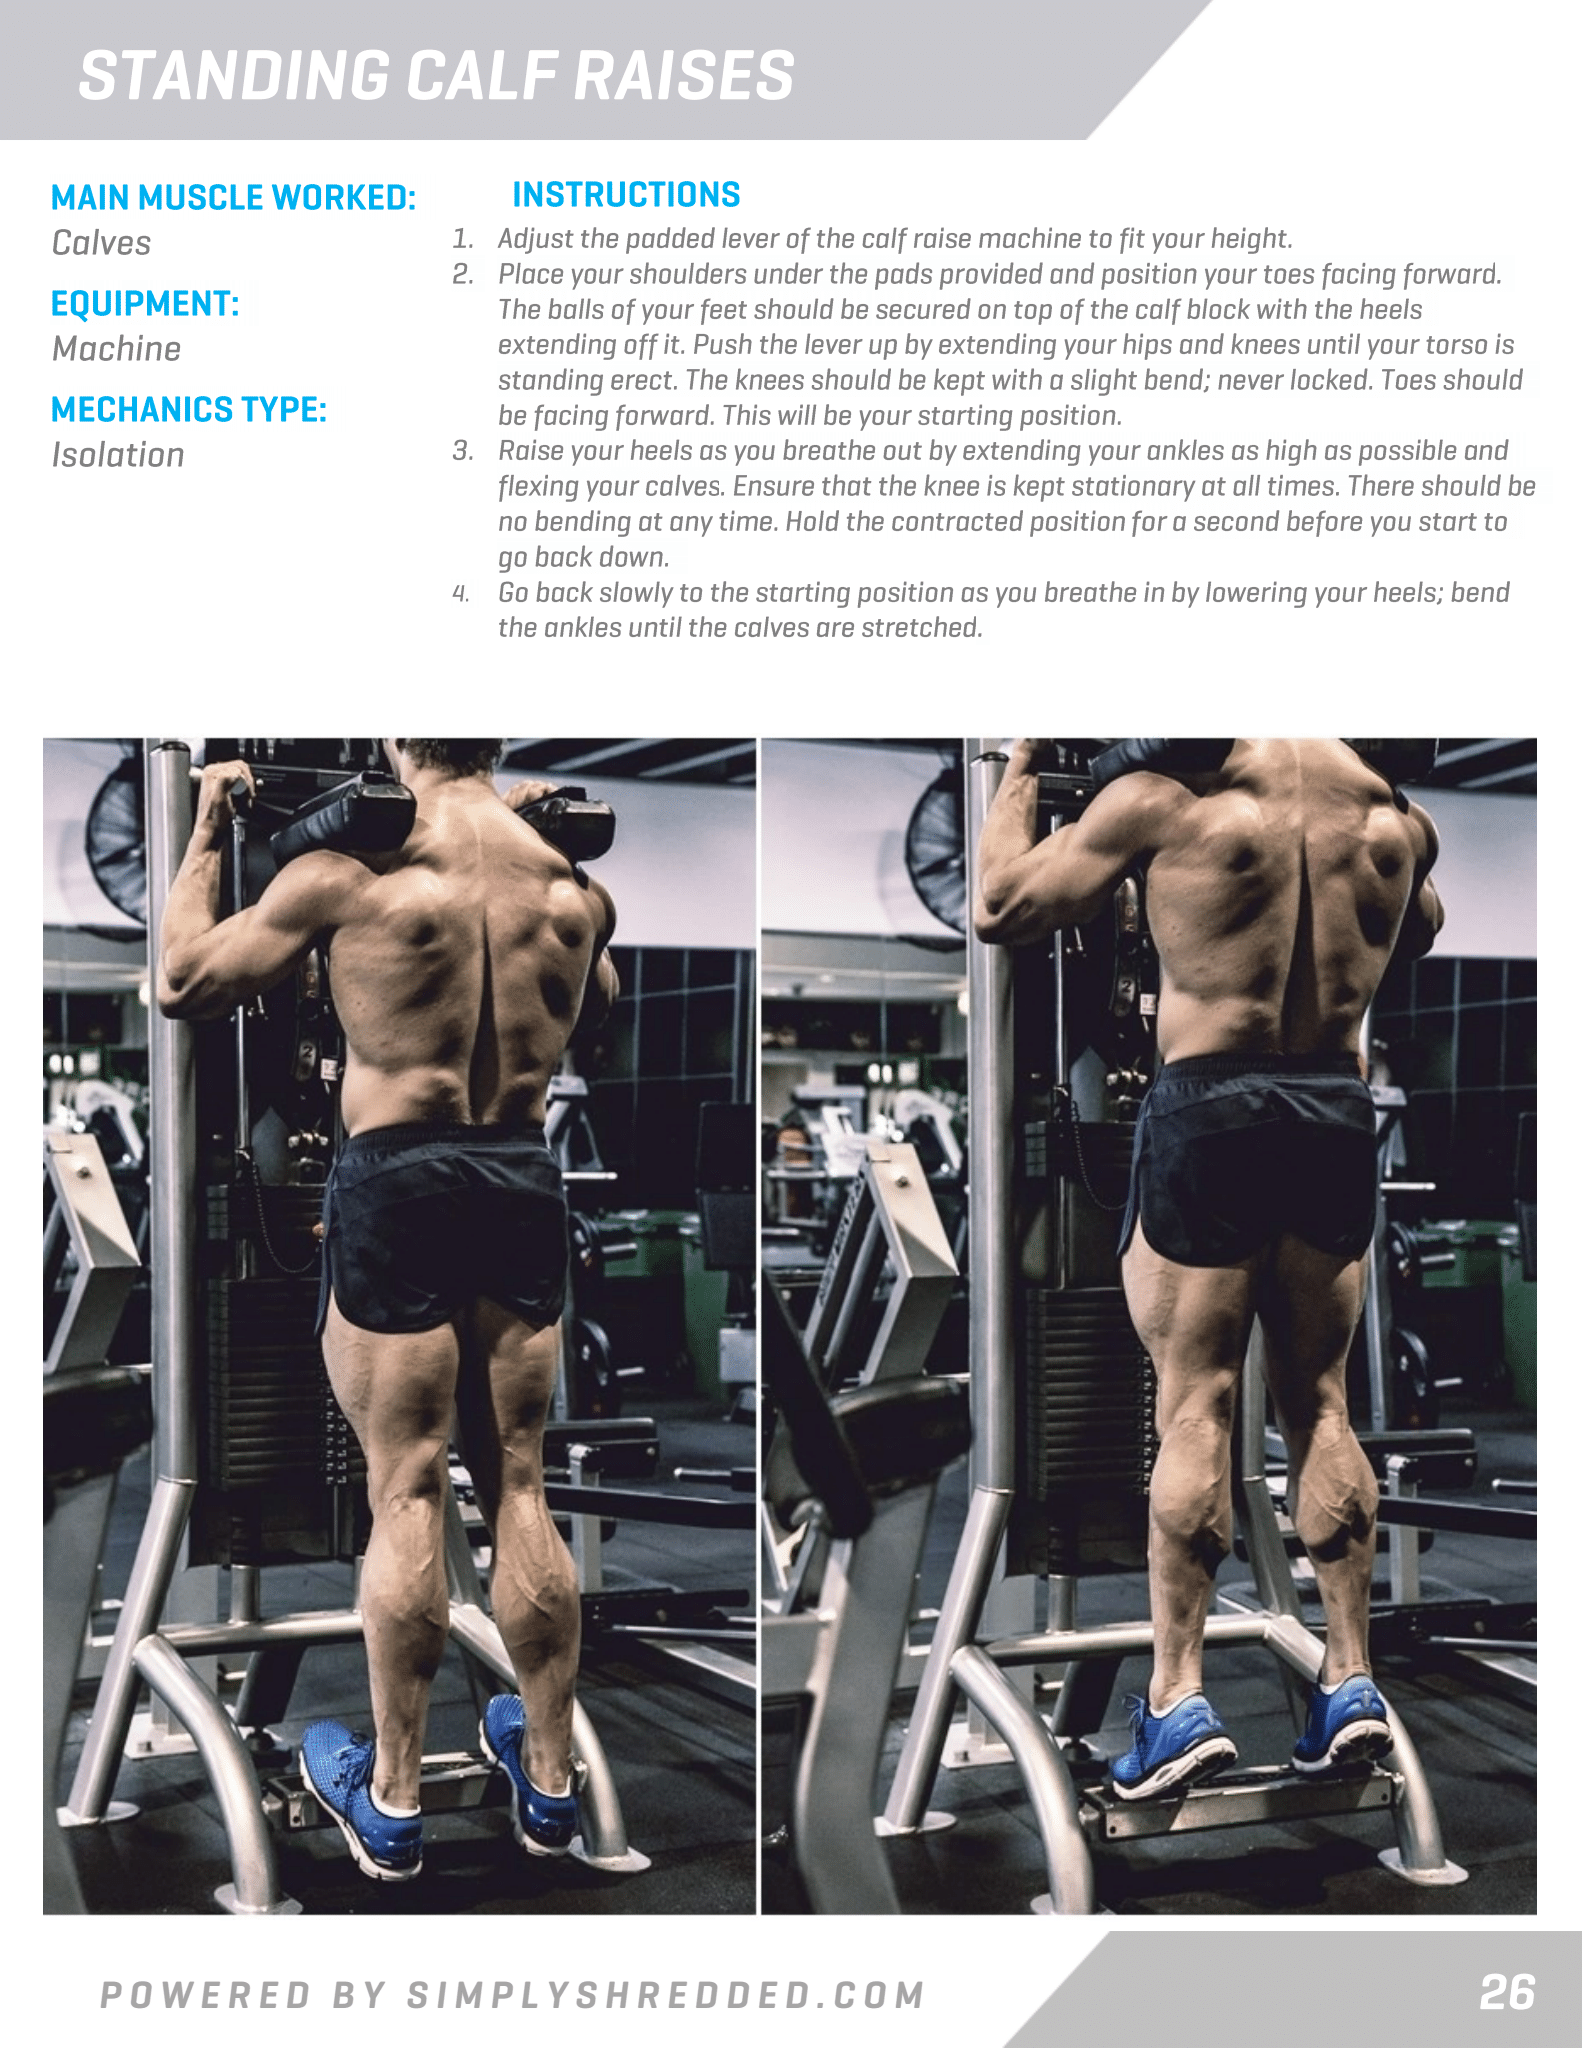 STANDING CALF RAISES
MAIN MUSCLE WORKED:
Calves
EQUIPMENT:
Machine
MECHANICS TYPE:
Isolation
INSTRUCTIONS
1. Adjust the padded lever of the calf raise machine to fit your height.
2. Place your shoulders under the pads provided and position your toes facing forward.
The balls of your feet should be secured on top of the calf block with the heels
extending off it. Push the lever up by extending your hips and knees until your torso is
standing erect. The knees should be kept with a slight bend; never locked. Toes should
be facing forward. This will be your starting position.
3. Raise your heels as you breathe out by extending your ankles as high as possible and
flexing your calves. Ensure that the knee is kept stationary at all times. There should be
no bending at any time. Hold the contracted position for a second before you start to
go back down.
4. Go back slowly to the starting position as you breathe in by lowering your heels; bend
the ankles until the calves are stretched.
2
2
POWERED BY SIMPLYSHREDDED.COM
26